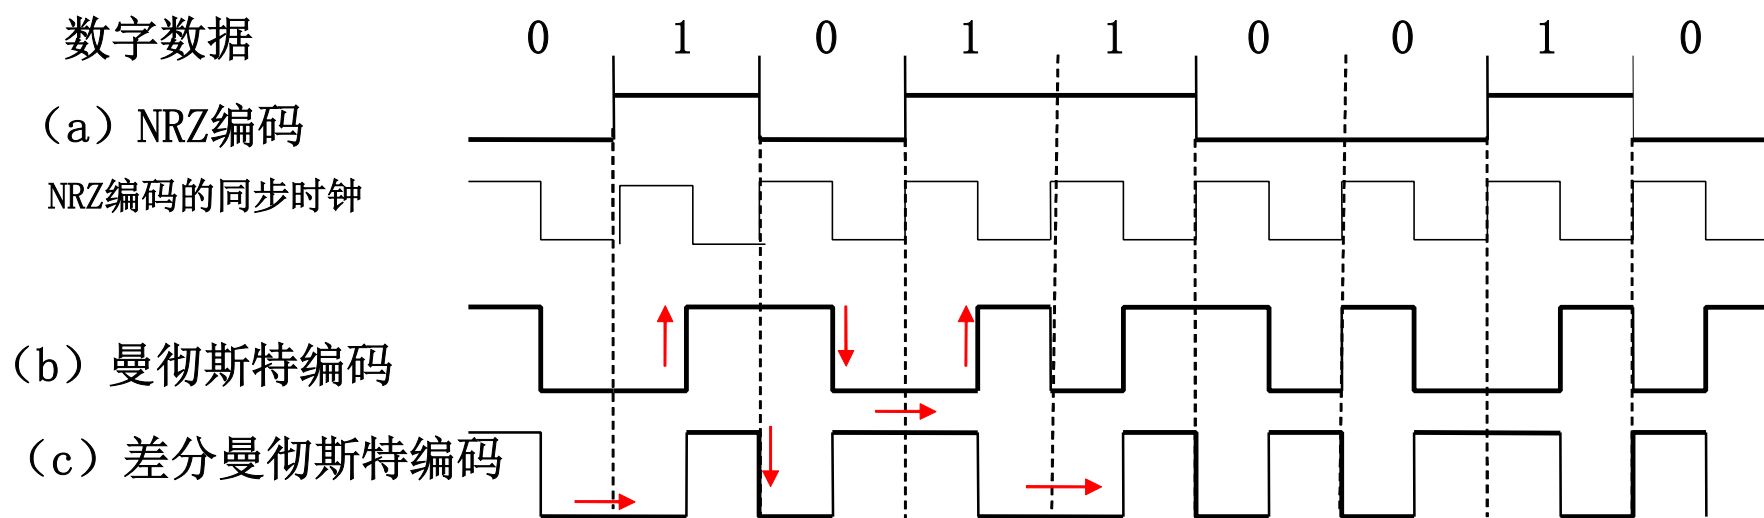 数字数据 0 1 0 1 1 0 0 1 0
（a）NRZ编码
NRZ编码的同步时钟
（b）曼彻斯特编码
（c）差分曼彻斯特编码